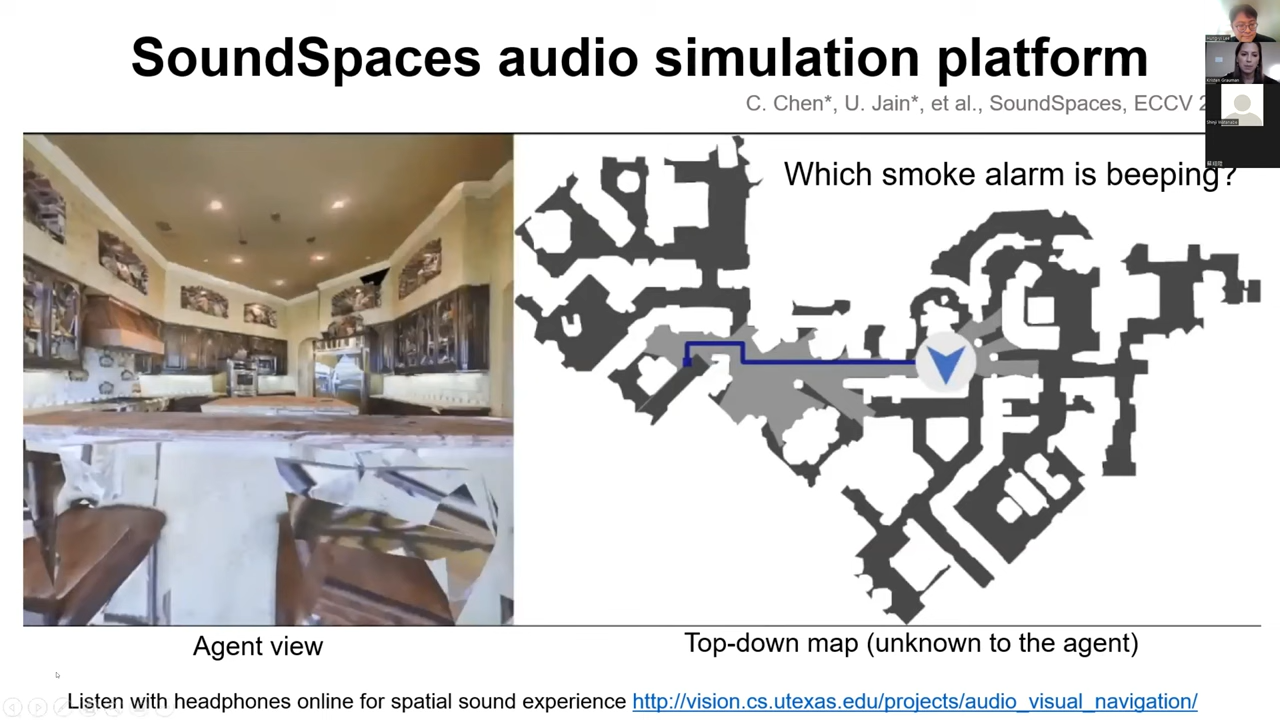 SoundSpaces audio simulation platform
C. Chen*, U. Jain*, et al., SoundSpaces, ECCV 2
Which smoke alarm is beeping?
Agent view
Top-down map (unknown to the agent)
Listen with headphones online for spatial sound experience http://vision.cs.utexas.edu/projects/audio_visual_navigation/
Kristen Grauman